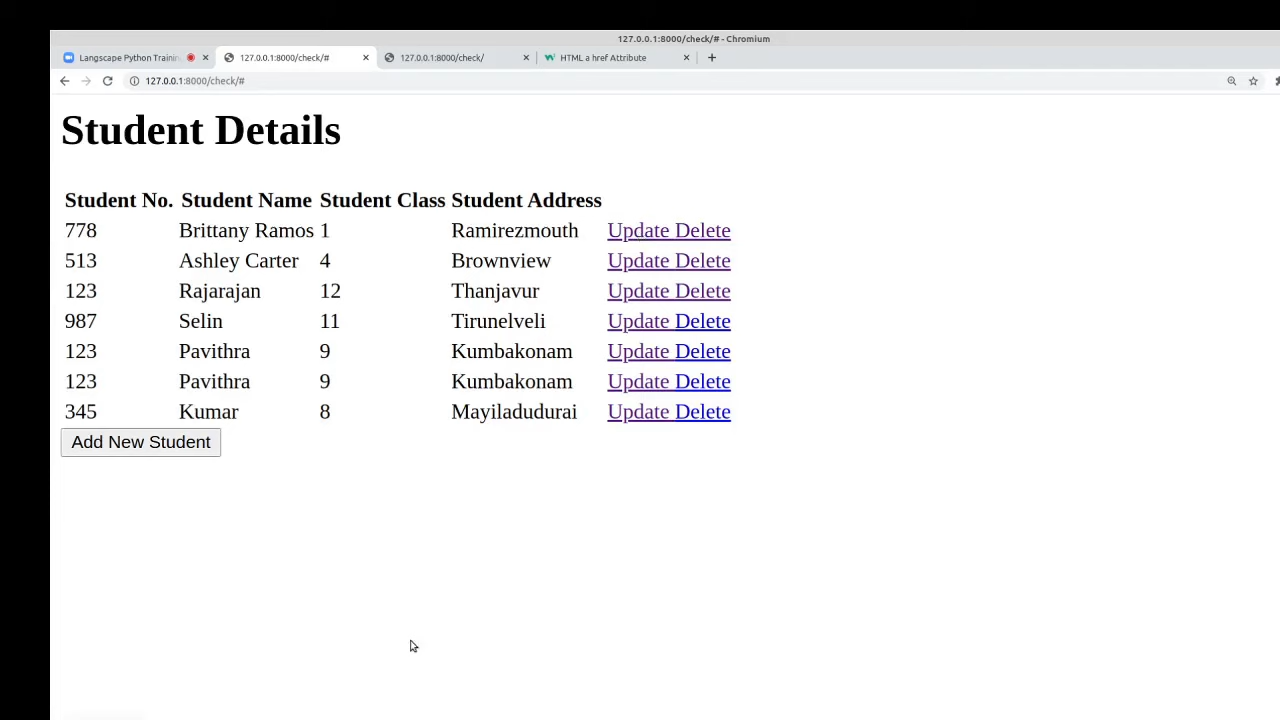 127.0.0.1:8000/check/# - Chromium
Langscape Python Trainin 127.0.0.1:8000/check/# 127.0.0.1:8000/check/ HTML a href Attribute
127.0.0.1:8000/check/#
Student Details
Student No. Student Name Student Class Student Address
778 Brittany Ramos 1 Ramirezmouth Update Delete
513 Ashley Carter 4 Brownview Update Delete
123 Rajarajan 12 Thanjavur Update Delete
987 Selin 11 Tirunelveli Update Delete
123 Pavithra 9 Kumbakonam Update Delete
123 Pavithra 9 Kumbakonam Update Delete
345 Kumar 8 Mayiladudurai Update Delete
Add New Student